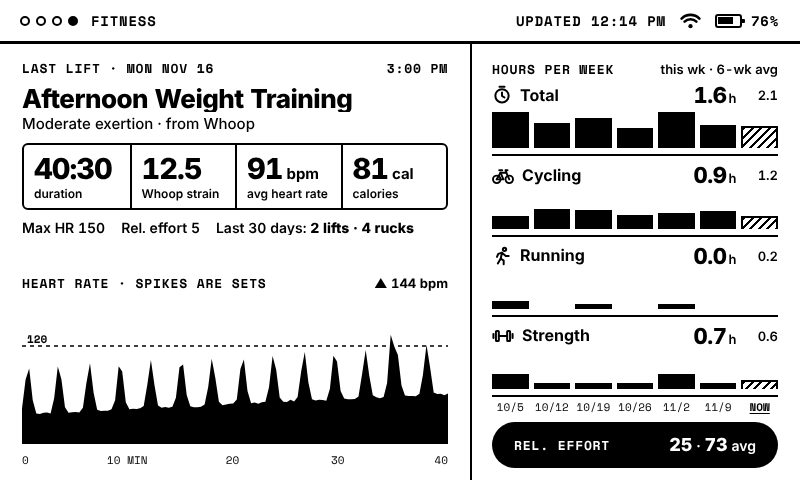 FITNESS
UPDATED 12:14 PM
76%
LAST LIFT · MON NOV 16
3:00 PM
Afternoon Weight Training
Moderate exertion · from Whoop
40:30
duration
12.5
Whoop strain
91 bpm
avg heart rate
81 cal
calories
Max HR 150 Rel. effort 5 Last 30 days: 2 lifts · 4 rucks
HEART RATE · SPIKES ARE SETS
▲ 144 bpm
120
0 10 MIN 20 30 40
HOURS PER WEEK
this wk · 6-wk avg
Total 1.6 h 2.1
Cycling 0.9 h 1.2
Running 0.0 h 0.2
Strength 0.7 h 0.6
10/5 10/12 10/19 10/26 11/2 11/9 NOW
REL. EFFORT 25 · 73 avg